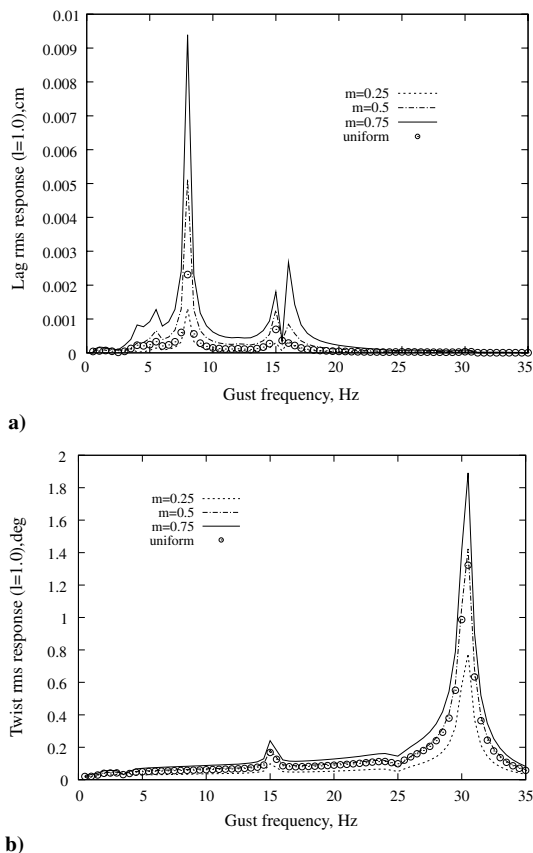 0.01
0.009
0.008
0.007
0.006
0.005
0.004
0.003
0.002
0.001
0
Lag rms response (l=1.0),cm
m=0.25
m=0.5
m=0.75
uniform
0 5 10 15 20 25 30 35
Gust frequency, Hz
a)
2
1.8
1.6
1.4
1.2
1
0.8
0.6
0.4
0.2
0
Twist rms response (l=1.0),deg
m=0.25
m=0.5
m=0.75
uniform
0 5 10 15 20 25 30 35
Gust frequency, Hz
b)